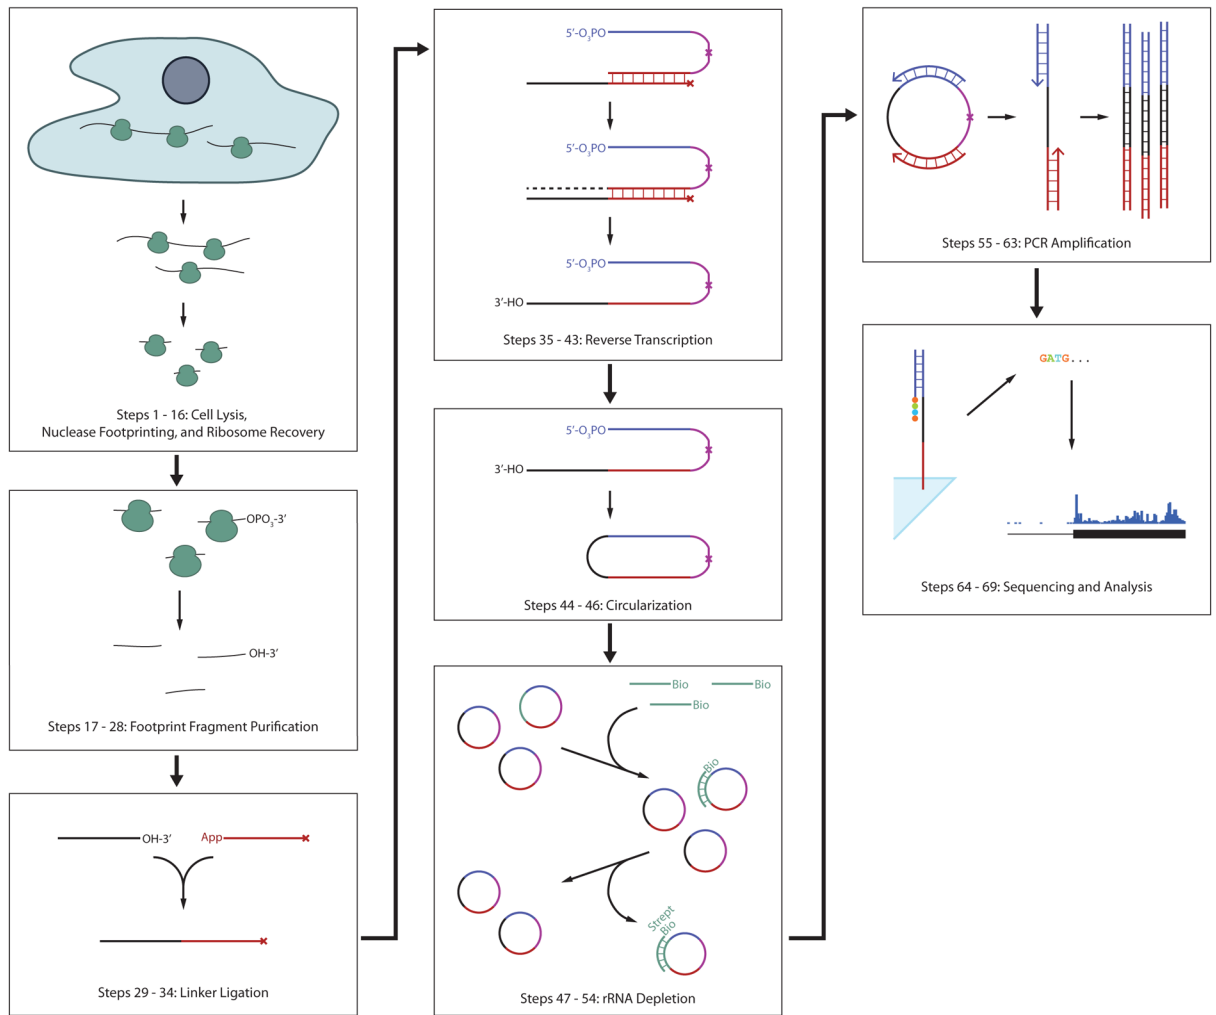 Steps 1 - 16: Cell Lysis,
Nuclease Footprinting, and Ribosome Recovery
OPO₃-3′
OH-3′
Steps 17 - 28: Footprint Fragment Purification
OH-3′
App
Steps 29 - 34: Linker Ligation
5′-O₃PO
5′-O₃PO
5′-O₃PO
3′-HO
Steps 35 - 43: Reverse Transcription
5′-O₃PO
3′-HO
Steps 44 - 46: Circularization
Bio
Bio
Bio
Bio
Strept
Bio
Steps 47 - 54: rRNA Depletion
Steps 55 - 63: PCR Amplification
GATG...
Steps 64 - 69: Sequencing and Analysis